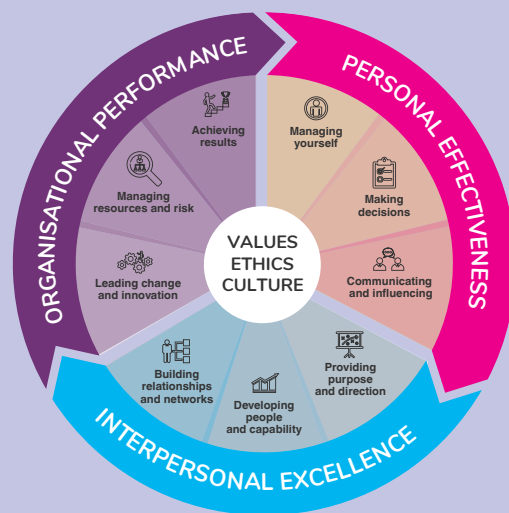 ORGANISATIONAL PERFORMANCE
PERSONAL EFFECTIVENESS
INTERPERSONAL EXCELLENCE
Achieving
results
Managing
yourself
Managing
resources and risk
Making
decisions
Leading change
and innovation
VALUES
ETHICS
CULTURE
Communicating
and influencing
Building
relationships
and networks
Developing
people
and capability
Providing
purpose
and direction